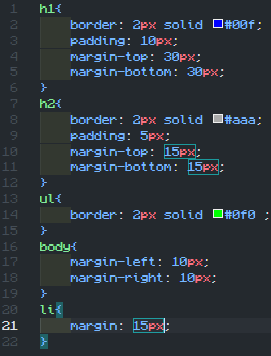 1 h1{
2 border: 2px solid #00f;
3 padding: 10px;
4 margin-top: 30px;
5 margin-bottom: 30px;
6 }
7 h2{
8 border: 2px solid #aaa;
9 padding: 5px;
10 margin-top: 15px;
11 margin-bottom: 15px;
12 }
13 ul{
14 border: 2px solid #0f0 ;
15 }
16 body{
17 margin-left: 10px;
18 margin-right: 10px;
19 }
20 li{
21 margin: 15px;
22 }